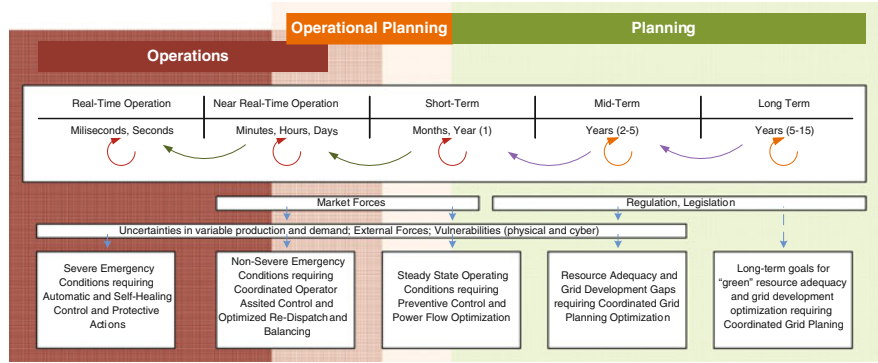 Operational Planning
Planning
Operations
Real-Time Operation
Near Real-Time Operation
Short-Term
Mid-Term
Long Term
Miliseconds, Seconds
Minutes, Hours, Days
Months, Year (1)
Years (2-5)
Years (5-15)
Market Forces
Regulation, Legislation
Uncertainties in variable production and demand; External Forces; Vulnerabilities (physical and cyber)
Severe Emergency
Conditions requiring
Automatic and Self-Healing
Control and Protective
Actions
Non-Severe Emergency
Conditions requiring
Coordinated Operator
Assited Control and
Optimized Re-Dispatch and
Balancing
Steady State Operating
Conditions requiring
Preventive Control and
Power Flow Optimization
Resource Adequacy and
Grid Development Gaps
requiring Coordinated Grid
Planning Optimization
Long-term goals for
“green” resource adequacy
and grid development
optimization requiring
Coordinated Grid Planing